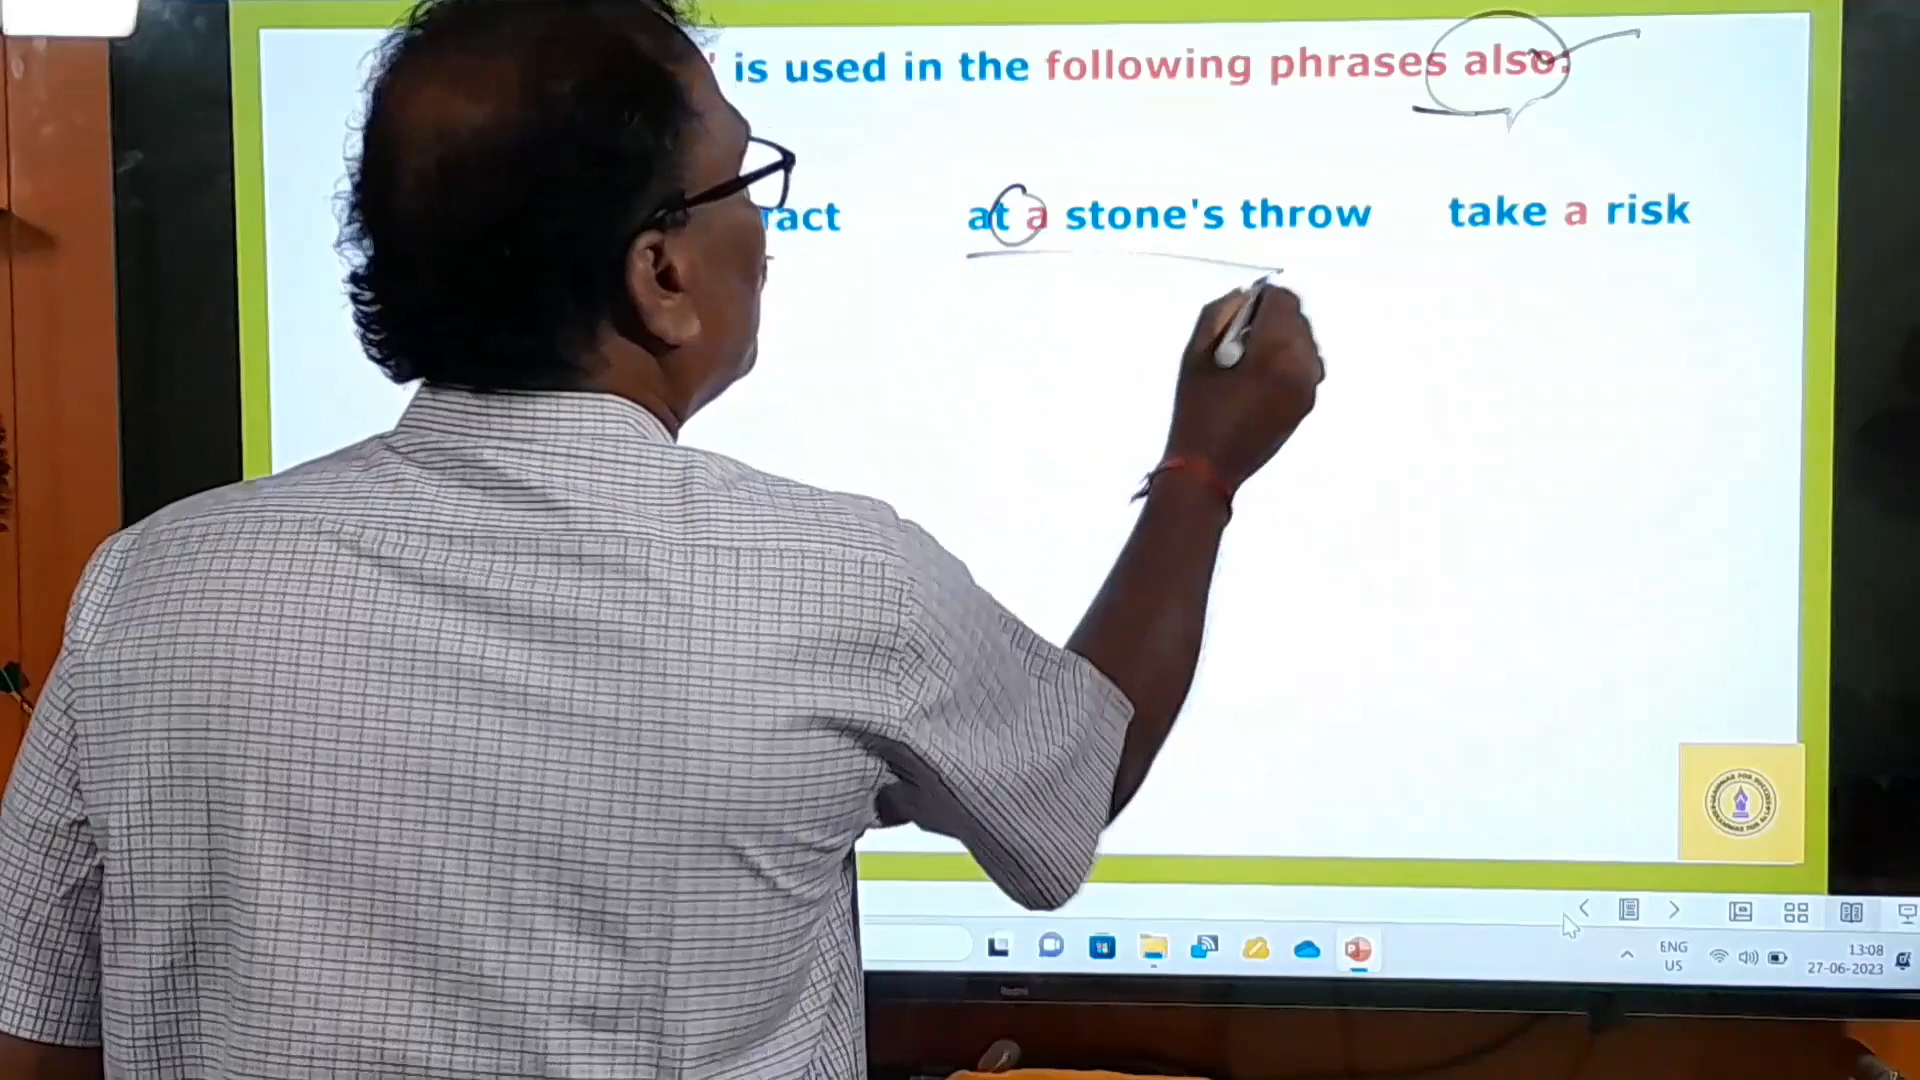 is used in the following phrases also:
at a stone's throw take a risk
ENG
US
13:08
27-06-2023
Redmi